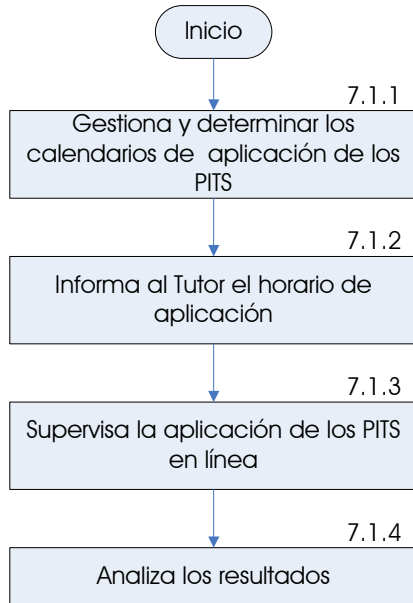 Inicio
7.1.1
Gestiona y determinar los
calendarios de aplicación de los
PITS
7.1.2
Informa al Tutor el horario de
aplicación
7.1.3
Supervisa la aplicación de los PITS
en línea
7.1.4
Analiza los resultados